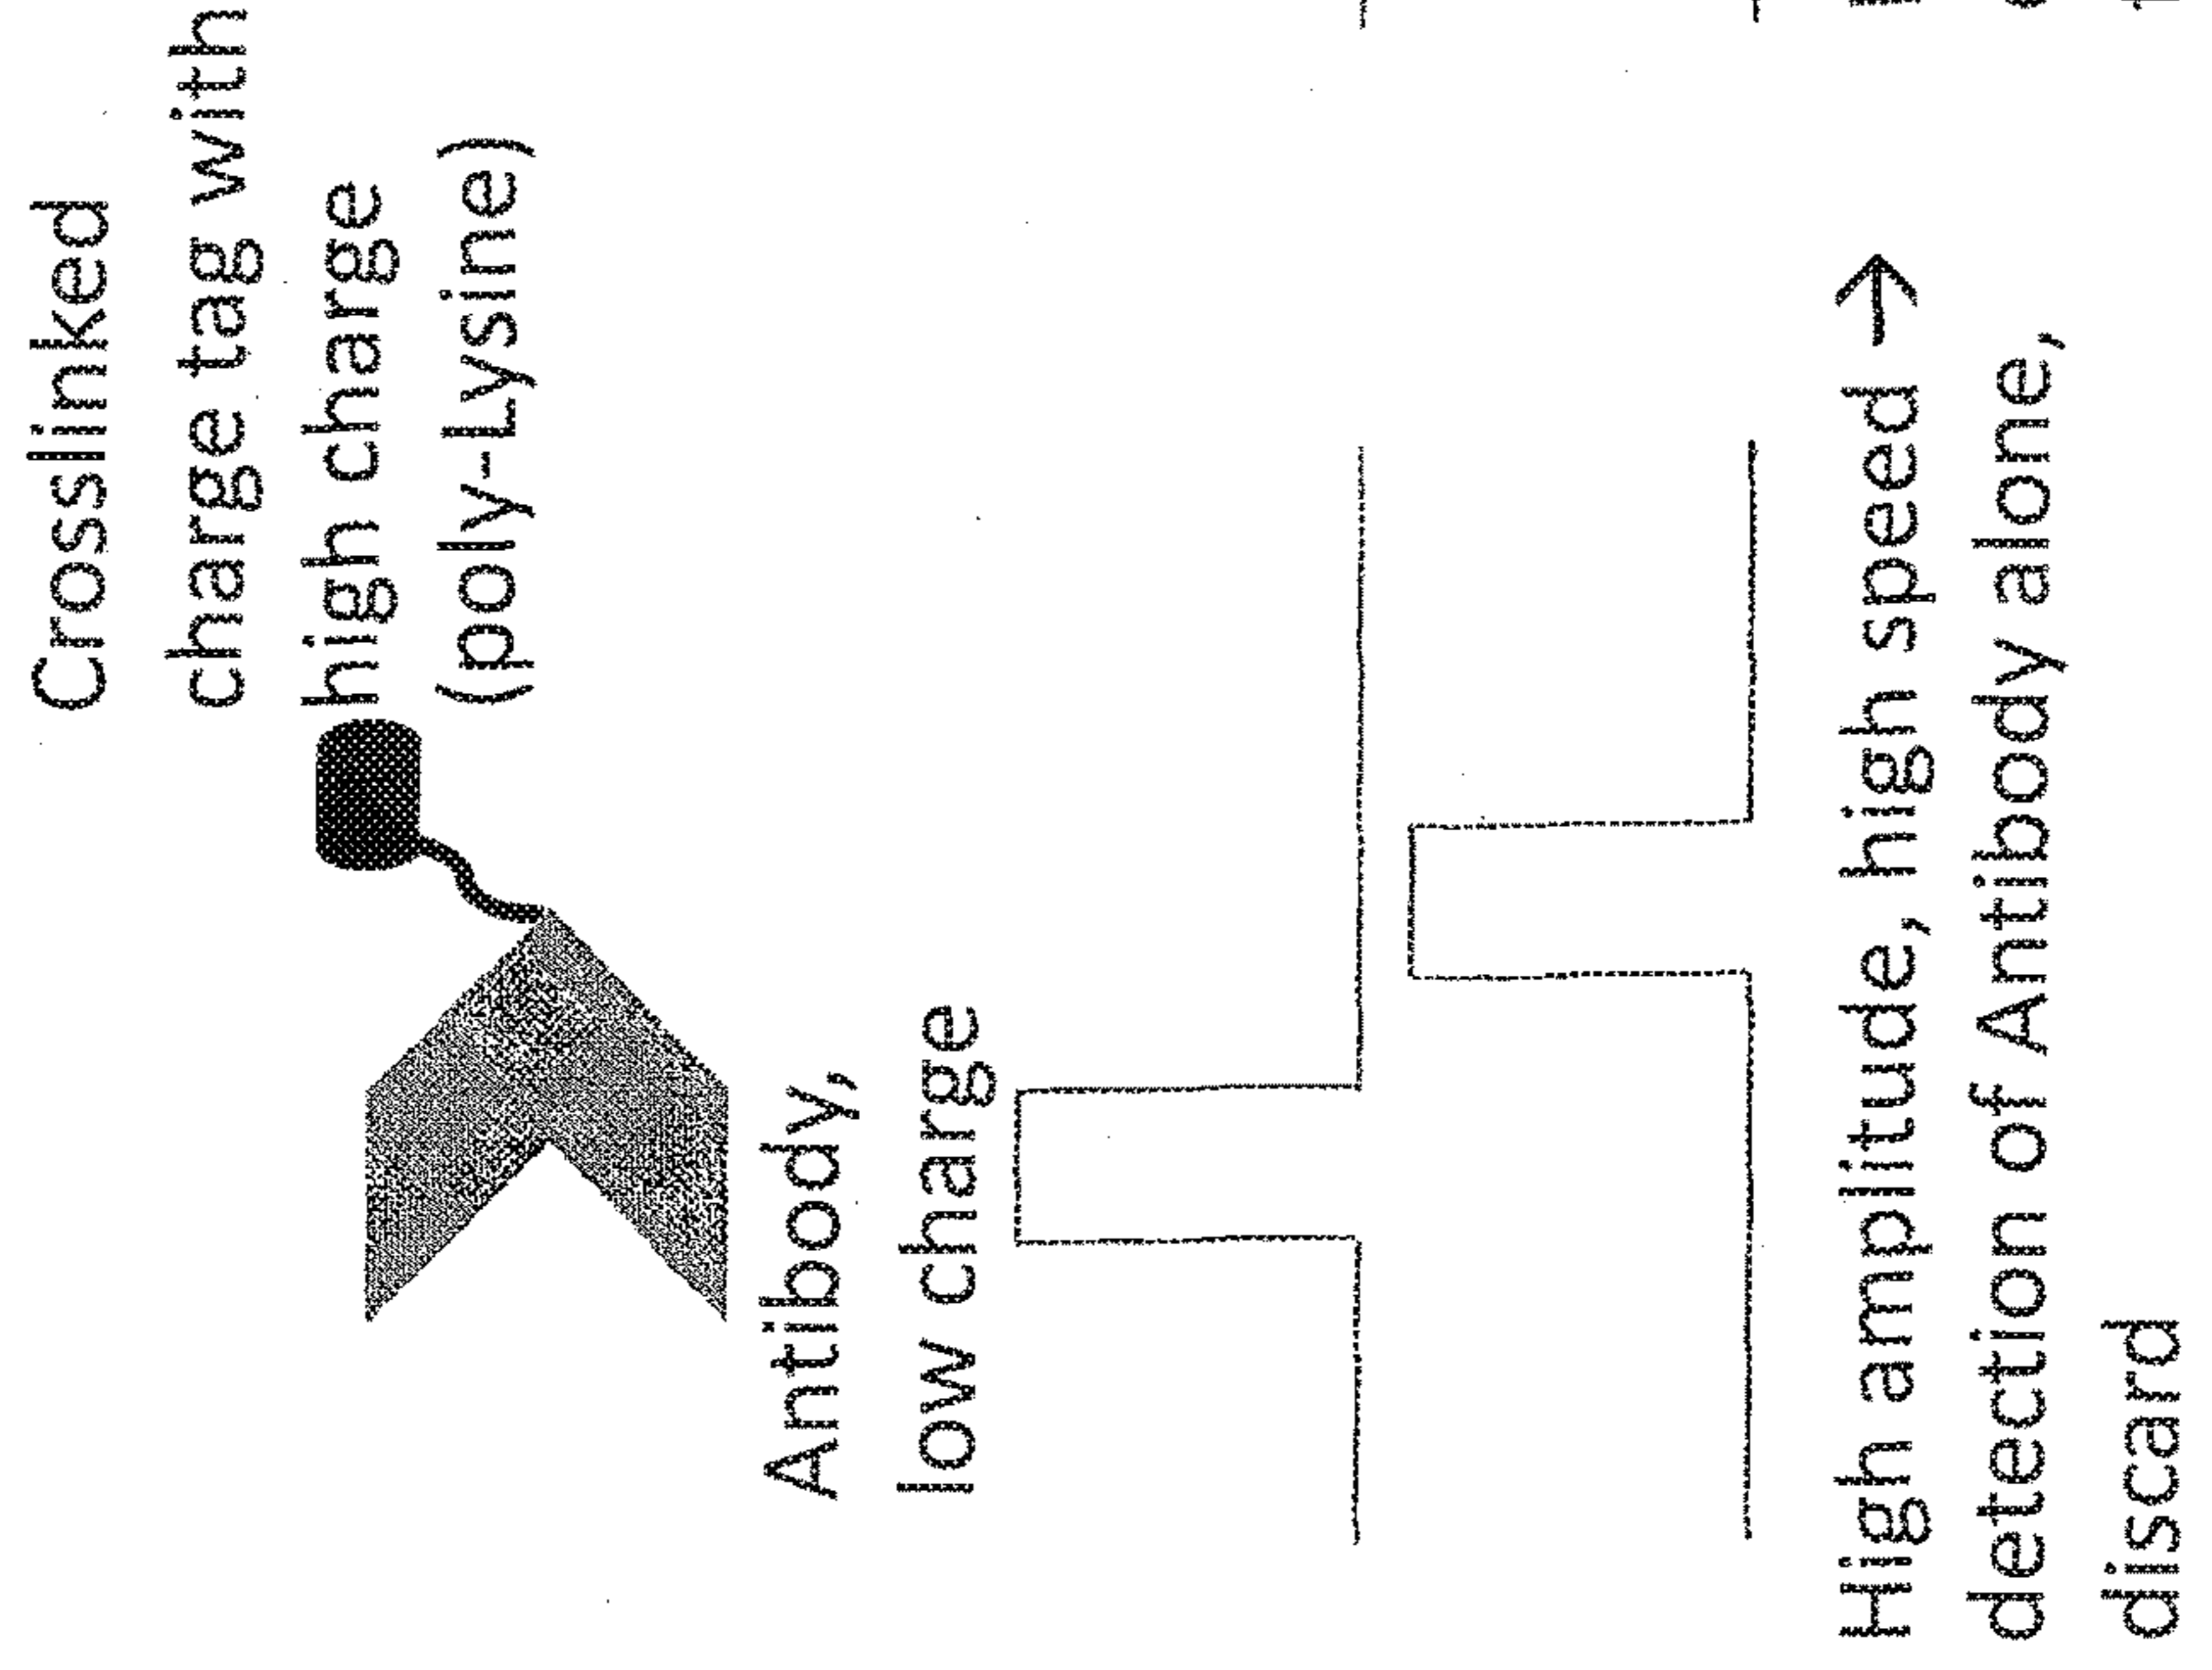 Crosslinked
charge tag with
high charge
(poly-Lysine)
Antibody,
low charge
High amplitude, high speed →
detection of Antibody alone,
discard